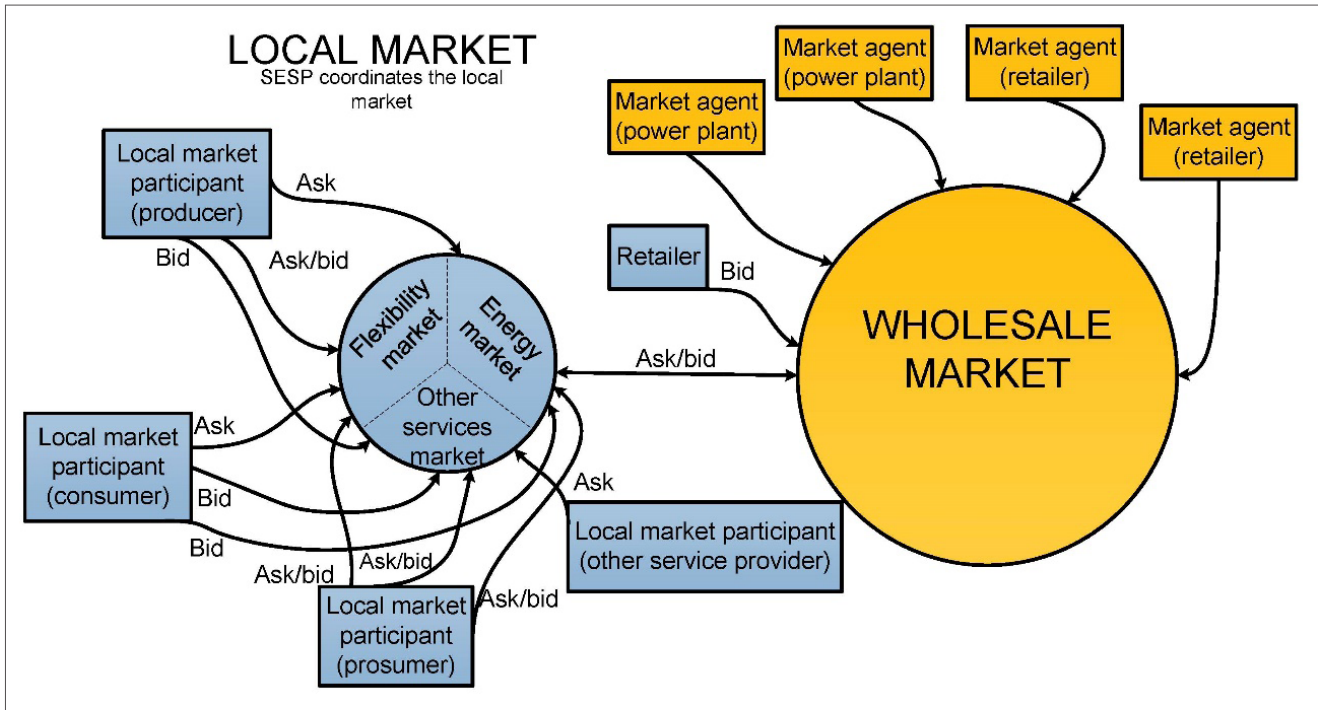 LOCAL MARKET
SESP coordinates the local
market
Market agent
(power plant)
Market agent
(power plant)
Market agent
(retailer)
Market agent
(retailer)
Local market
participant
(producer)
Ask
Bid
Ask/bid
Retailer
Bid
Flexibility
market
Energy
market
Other
services
market
Ask/bid
WHOLESALE
MARKET
Local market
participant
(consumer)
Ask
Bid
Bid
Ask
Local market participant
(other service provider)
Ask/bid
Ask/bid
Ask/bid
Local market
participant
(prosumer)